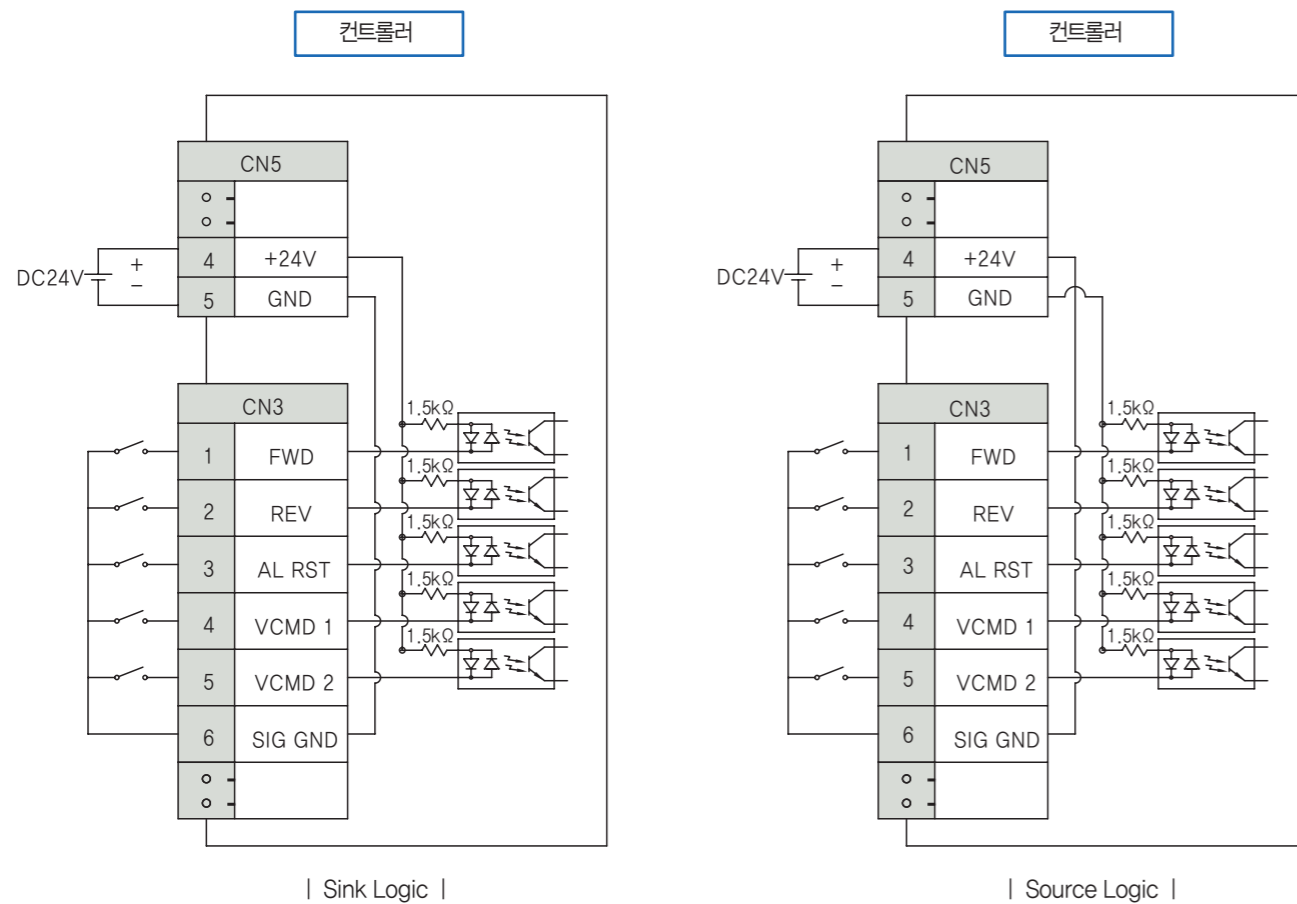 컨트롤러
CN5
4 +24V
5 GND
DC24V
+
−
CN3
1 FWD
2 REV
3 AL RST
4 VCMD 1
5 VCMD 2
6 SIG GND
1.5kΩ
1.5kΩ
1.5kΩ
1.5kΩ
1.5kΩ
| Sink Logic |
컨트롤러
CN5
4 +24V
5 GND
DC24V
+
−
CN3
1 FWD
2 REV
3 AL RST
4 VCMD 1
5 VCMD 2
6 SIG GND
1.5kΩ
1.5kΩ
1.5kΩ
1.5kΩ
1.5kΩ
| Source Logic |